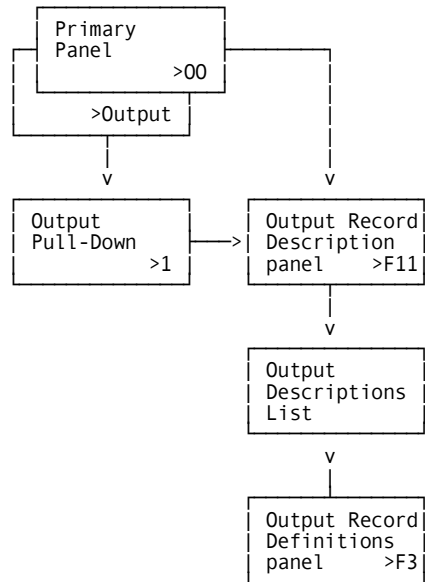 Primary
Panel
>OO
>Output
Output
Pull-Down
>1
Output Record
Description
panel >F11
Output
Descriptions
List
Output Record
Definitions
panel >F3